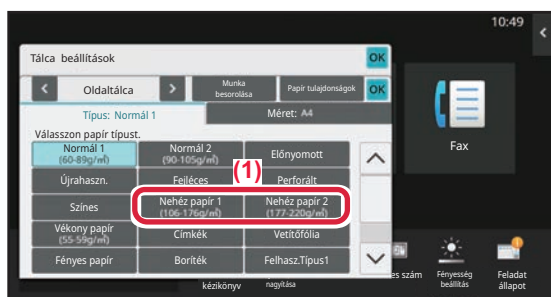 10:49
Tálca beállítások
OK
Oldaltálca
Munka
besorolása
Papír tulajdonságok
OK
Típus: Normál 1
Méret: A4
Válasszon papír típust.
Normál 1
(60-89g/㎡)
Normál 2
(90-105g/㎡)
Előnyomott
Újrahaszn.
Fejléces
(1)
Perforált
Színes
Nehéz papír 1
(106-176g/㎡)
Nehéz papír 2
(177-220g/㎡)
Vékony papír
(55-59g/㎡)
Címkék
Vetítőfólia
Fényes papír
Boríték
Felhasz.Típus1
Fax
kézikönyv
nagyítása
es szám
Fényesség
beállítás
Feladat
állapot